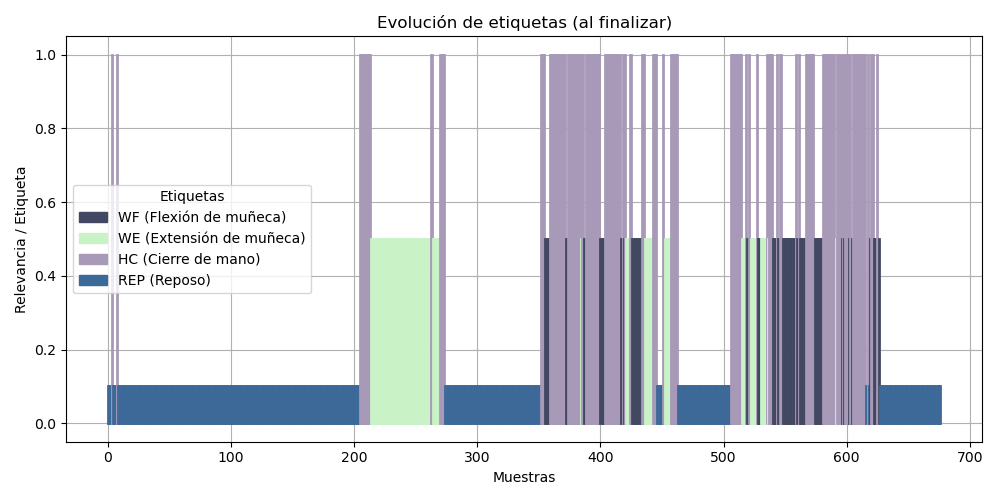 Evolución de etiquetas (al finalizar)
Relevancia / Etiqueta
1.0
0.8
0.6
0.4
0.2
0.0
Etiquetas
WF (Flexión de muñeca)
WE (Extensión de muñeca)
HC (Cierre de mano)
REP (Reposo)
0 100 200 300 400 500 600 700
Muestras